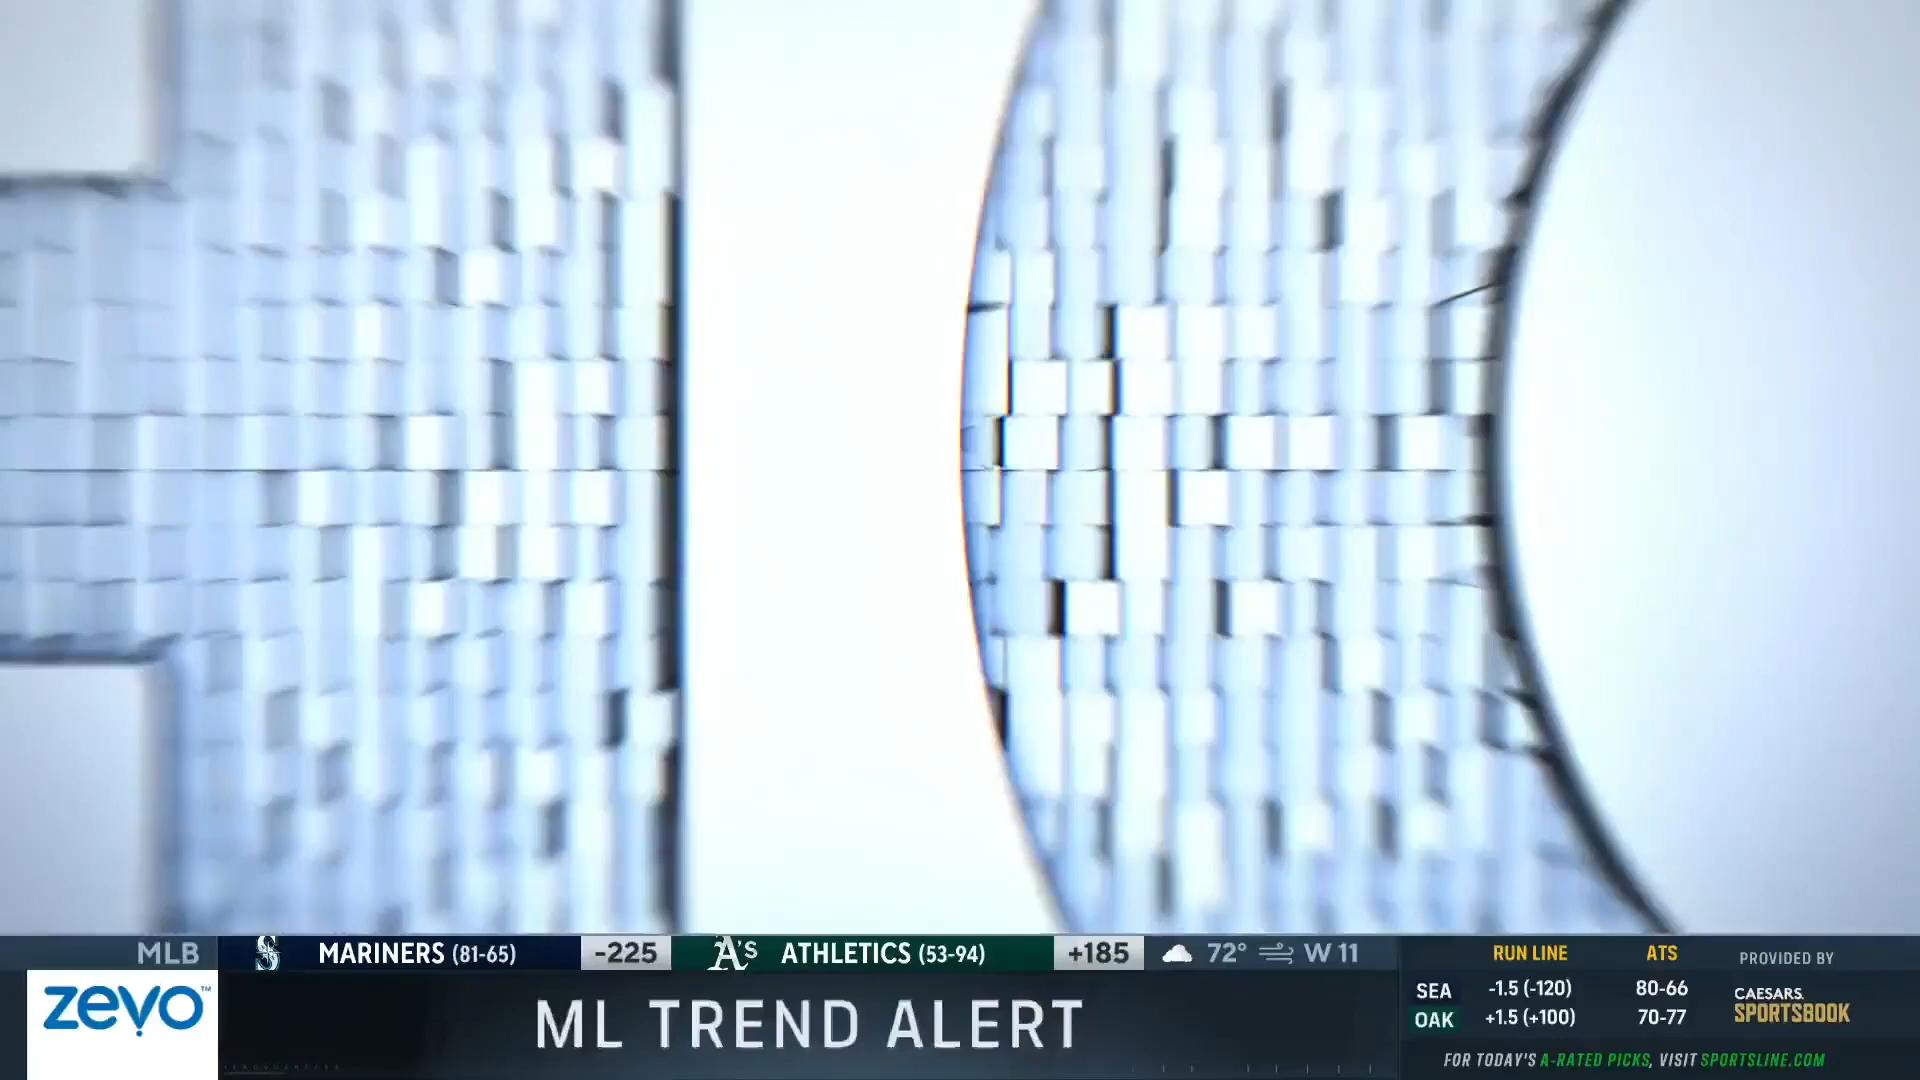 MLB MARINERS (81-65) -225 A's ATHLETICS (53-94) +185 72° W 11
zevo™
ML TREND ALERT
RUN LINE ATS
SEA -1.5 (-120) 80-66
OAK +1.5 (+100) 70-77
PROVIDED BY
CAESARS
SPORTSBOOK
FOR TODAY'S A-RATED PICKS, VISIT SPORTSLINE.COM